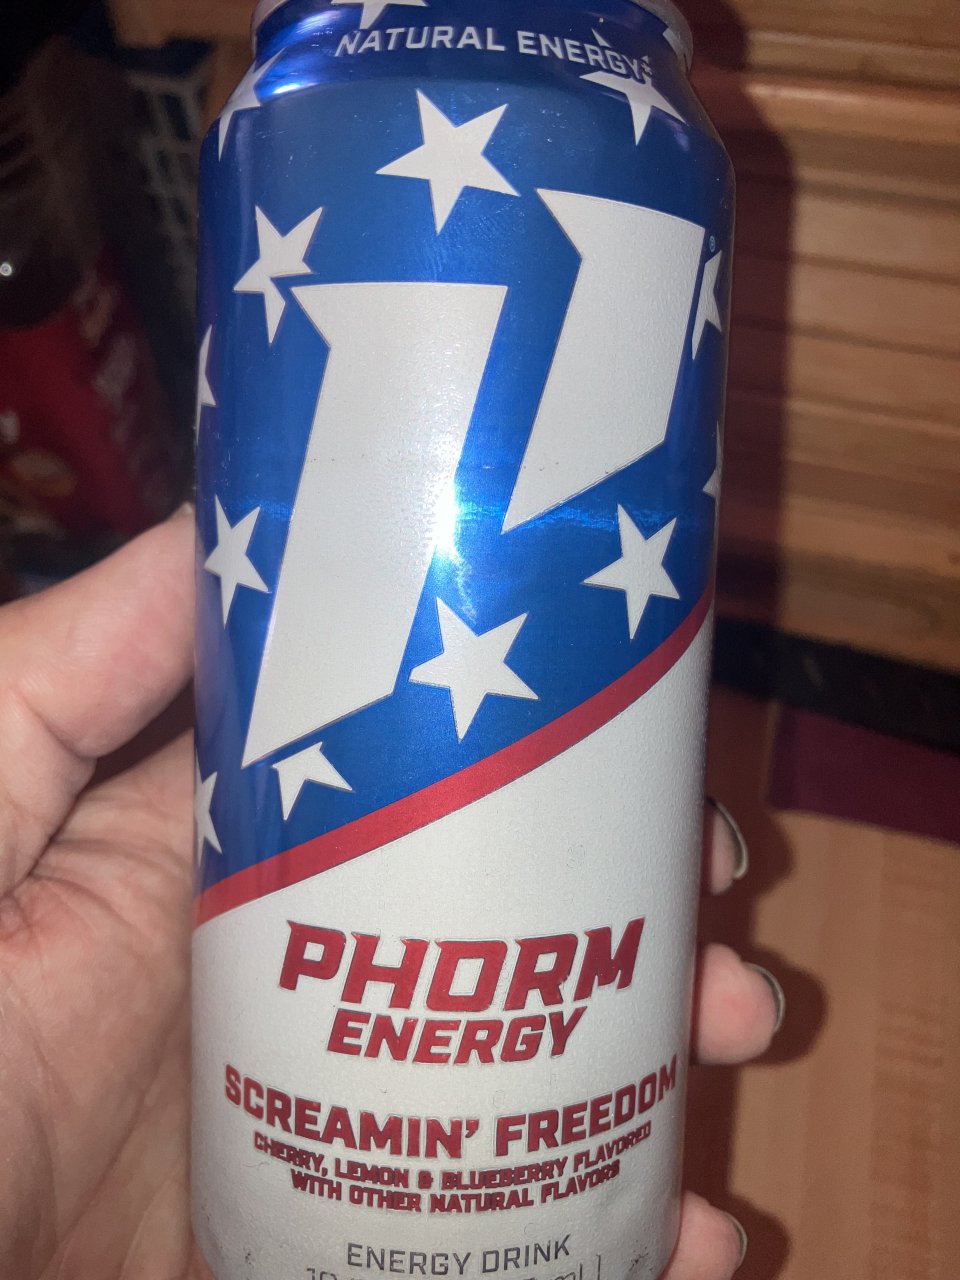 NATURAL ENERGY‡
®
PHORM
ENERGY
SCREAMIN' FREEDOM
CHERRY, LEMON & BLUEBERRY FLAVORED
WITH OTHER NATURAL FLAVORS
ENERGY DRINK